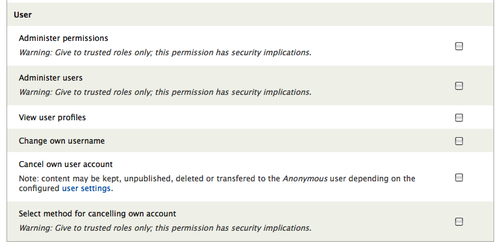 User
Administer permissions
Warning: Give to trusted roles only; this permission has security implications.
Administer users
Warning: Give to trusted roles only; this permission has security implications.
View user profiles
Change own username
Cancel own user account
Note: content may be kept, unpublished, deleted or transfered to the Anonymous user depending on the
configured user settings.
Select method for cancelling own account
Warning: Give to trusted roles only; this permission has security implications.